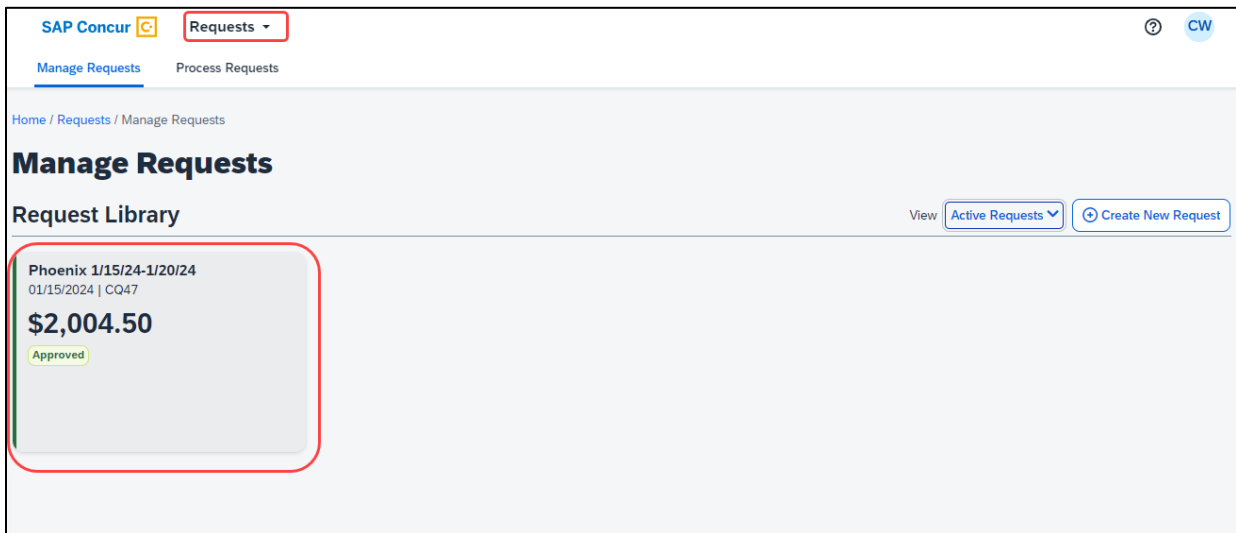 SAP Concur C Requests CW
Manage Requests Process Requests
Home / Requests / Manage Requests
Manage Requests
Request Library View Active Requests Create New Request
Phoenix 1/15/24-1/20/24
01/15/2024 | CQ47
$2,004.50
Approved